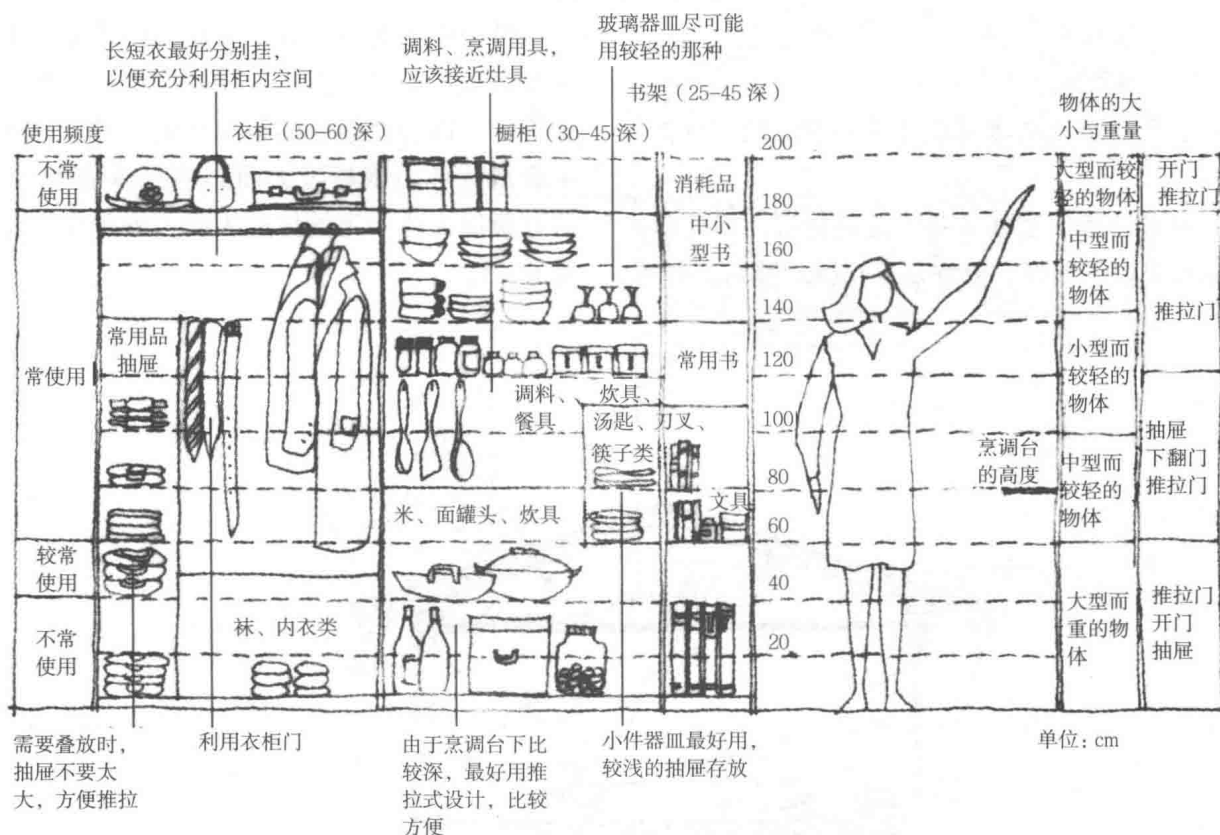 玻璃器皿尽可能
用较轻的那种
长短衣最好分别挂，
以便充分利用柜内空间
调料、烹调用具，
应该接近灶具
书架（25–45 深）
物体的大
小与重量
使用频度
衣柜（50–60 深）
橱柜（30–45 深）
200
180
160
140
120
100
80
60
40
20
不常
使用
常使用
较常
使用
不常
使用
常用品
抽屉
袜、内衣类
调料、
餐具
炊具、
汤匙、刀叉、
筷子类
米、面罐头、炊具
消耗品
中小
型书
常用书
文具
烹调台
的高度
大型而较
轻的物体
中型而
较轻的
物体
小型而
较轻的
物体
中型而
较轻的
物体
大型而
重的物
体
开门
推拉门
推拉门
抽屉
下翻门
推拉门
推拉门
开门
抽屉
需要叠放时，
抽屉不要太
大，方便推拉
利用衣柜门
由于烹调台下比
较深，最好用推
拉式设计，比较
方便
小件器皿最好用，
较浅的抽屉存放
单位：cm